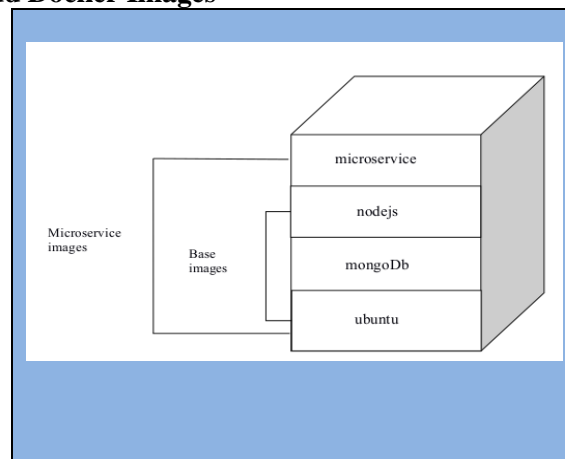 Docker Images
microservice
nodejs
Microservice
images
Base
images
mongoDb
ubuntu